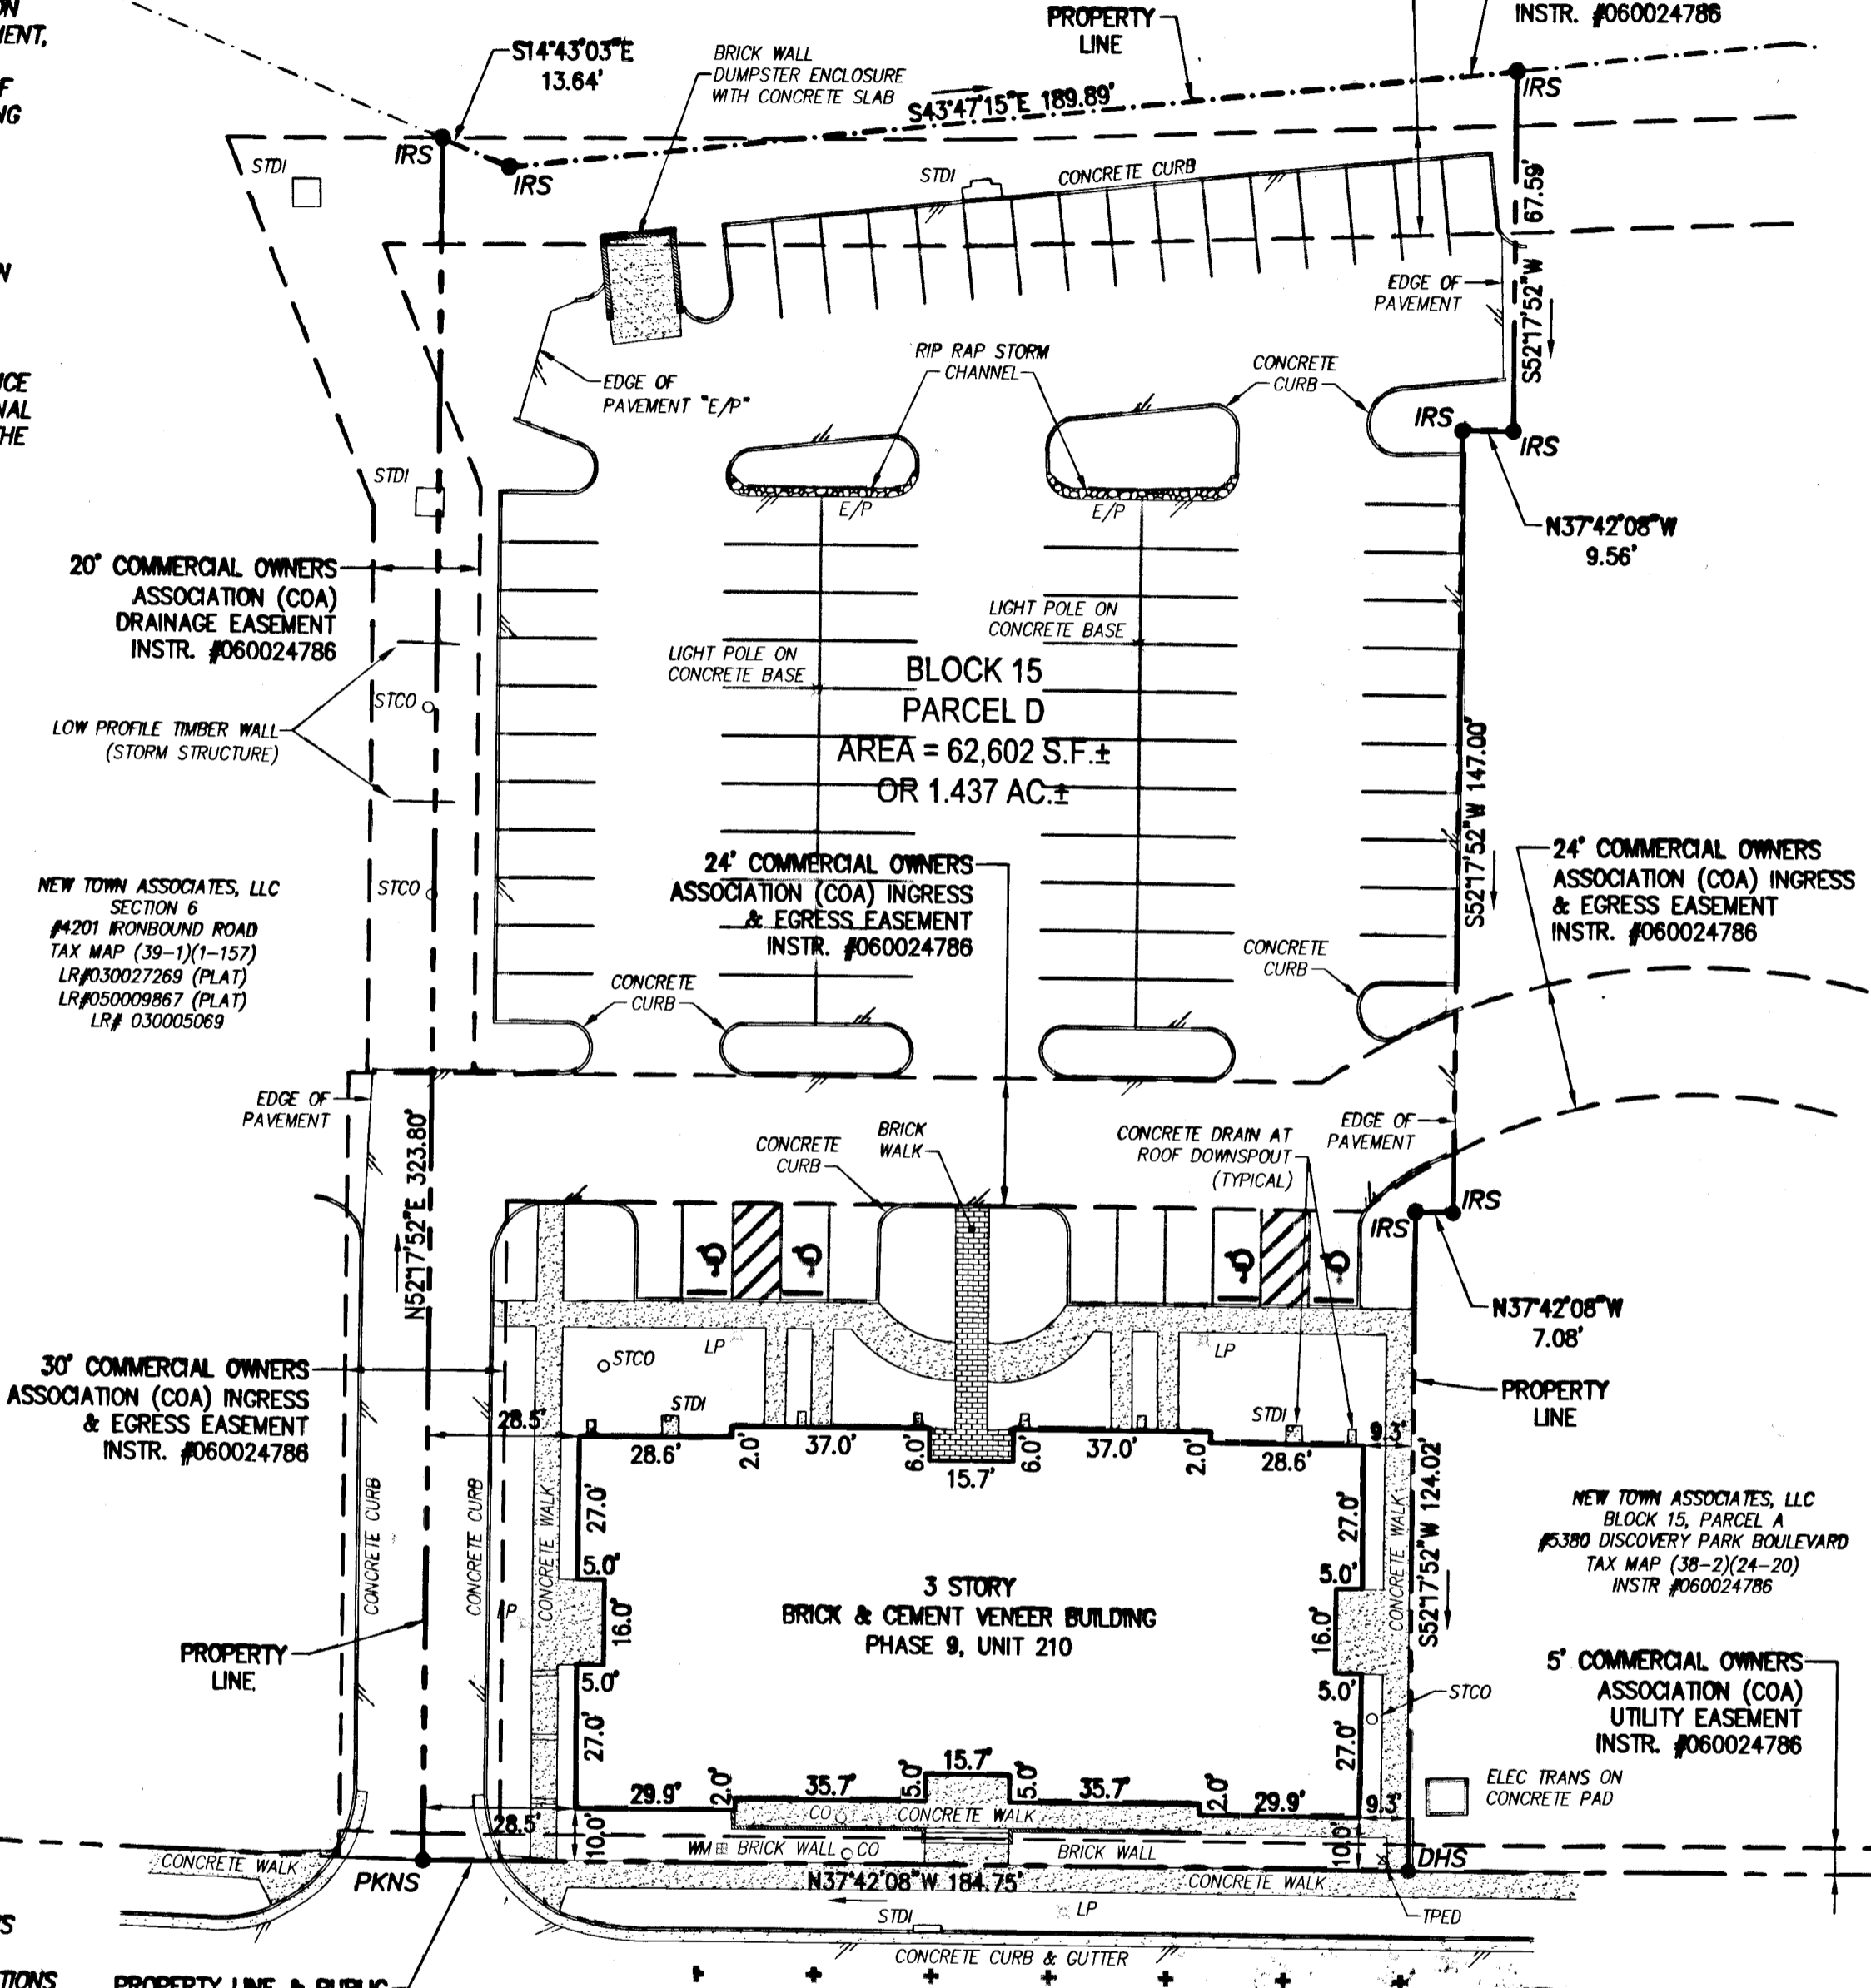 S14°43'03"E
13.64'
BRICK WALL
DUMPSTER ENCLOSURE
WITH CONCRETE SLAB
S43°47'15"E 189.89'
PROPERTY
LINE
INSTR. #060024786
IRS
IRS
IRS
STDI
STDI
CONCRETE CURB
S52°17'52"W 67.59'
EDGE OF
PAVEMENT
EDGE OF
PAVEMENT "E/P"
RIP RAP STORM
CHANNEL
CONCRETE
CURB
IRS
IRS
N37°42'08"W
9.56'
STDI
E/P
E/P
20' COMMERCIAL OWNERS
ASSOCIATION (COA)
DRAINAGE EASEMENT
INSTR. #060024786
LIGHT POLE ON
CONCRETE BASE
LIGHT POLE ON
CONCRETE BASE
BLOCK 15
PARCEL D
AREA = 62,602 S.F.±
OR 1.437 AC.±
STCO
LOW PROFILE TIMBER WALL
(STORM STRUCTURE)
S52°17'52"W 147.00'
STCO
NEW TOWN ASSOCIATES, LLC
SECTION 6
#4201 IRONBOUND ROAD
TAX MAP (39-1)(1-157)
LR#030027269 (PLAT)
LR#050009867 (PLAT)
LR# 030005069
24' COMMERCIAL OWNERS
ASSOCIATION (COA) INGRESS
& EGRESS EASEMENT
INSTR. #060024786
24' COMMERCIAL OWNERS
ASSOCIATION (COA) INGRESS
& EGRESS EASEMENT
INSTR. #060024786
CONCRETE
CURB
CONCRETE
CURB
EDGE OF
PAVEMENT
N52°17'52"E 323.80'
CONCRETE
CURB
BRICK
WALK
CONCRETE DRAIN AT
ROOF DOWNSPOUT
(TYPICAL)
EDGE OF
PAVEMENT
IRS
IRS
N37°42'08"W
7.08'
30' COMMERCIAL OWNERS
ASSOCIATION (COA) INGRESS
& EGRESS EASEMENT
INSTR. #060024786
STCO
LP
LP
STDI
STDI
PROPERTY
LINE
28.5'
28.6'
2.0'
37.0'
6.0'
15.7'
6.0'
37.0'
2.0'
28.6'
9.3'
27.0'
27.0'
5.0'
5.0'
16.0'
16.0'
5.0'
5.0'
27.0'
27.0'
CONCRETE CURB
CONCRETE CURB
CONCRETE WALK
LP
3 STORY
BRICK & CEMENT VENEER BUILDING
PHASE 9, UNIT 210
CONCRETE WALK
S52°17'52"W 124.02'
NEW TOWN ASSOCIATES, LLC
BLOCK 15, PARCEL A
#5380 DISCOVERY PARK BOULEVARD
TAX MAP (38-2)(24-20)
INSTR #060024786
PROPERTY
LINE
STCO
5' COMMERCIAL OWNERS
ASSOCIATION (COA)
UTILITY EASEMENT
INSTR. #060024786
ELEC TRANS ON
CONCRETE PAD
29.9'
2.0'
35.7'
5.0'
15.7'
5.0'
35.7'
2.0'
29.9'
9.3'
28.5'
10.0'
CO
CONCRETE WALK
10.0'
WM
BRICK WALL
CO
BRICK WALL
CONCRETE WALK
PKNS
N37°42'08"W 184.75'
CONCRETE WALK
DHS
STDI
LP
TPED
CONCRETE CURB & GUTTER
PROPERTY LINE & PUBLIC